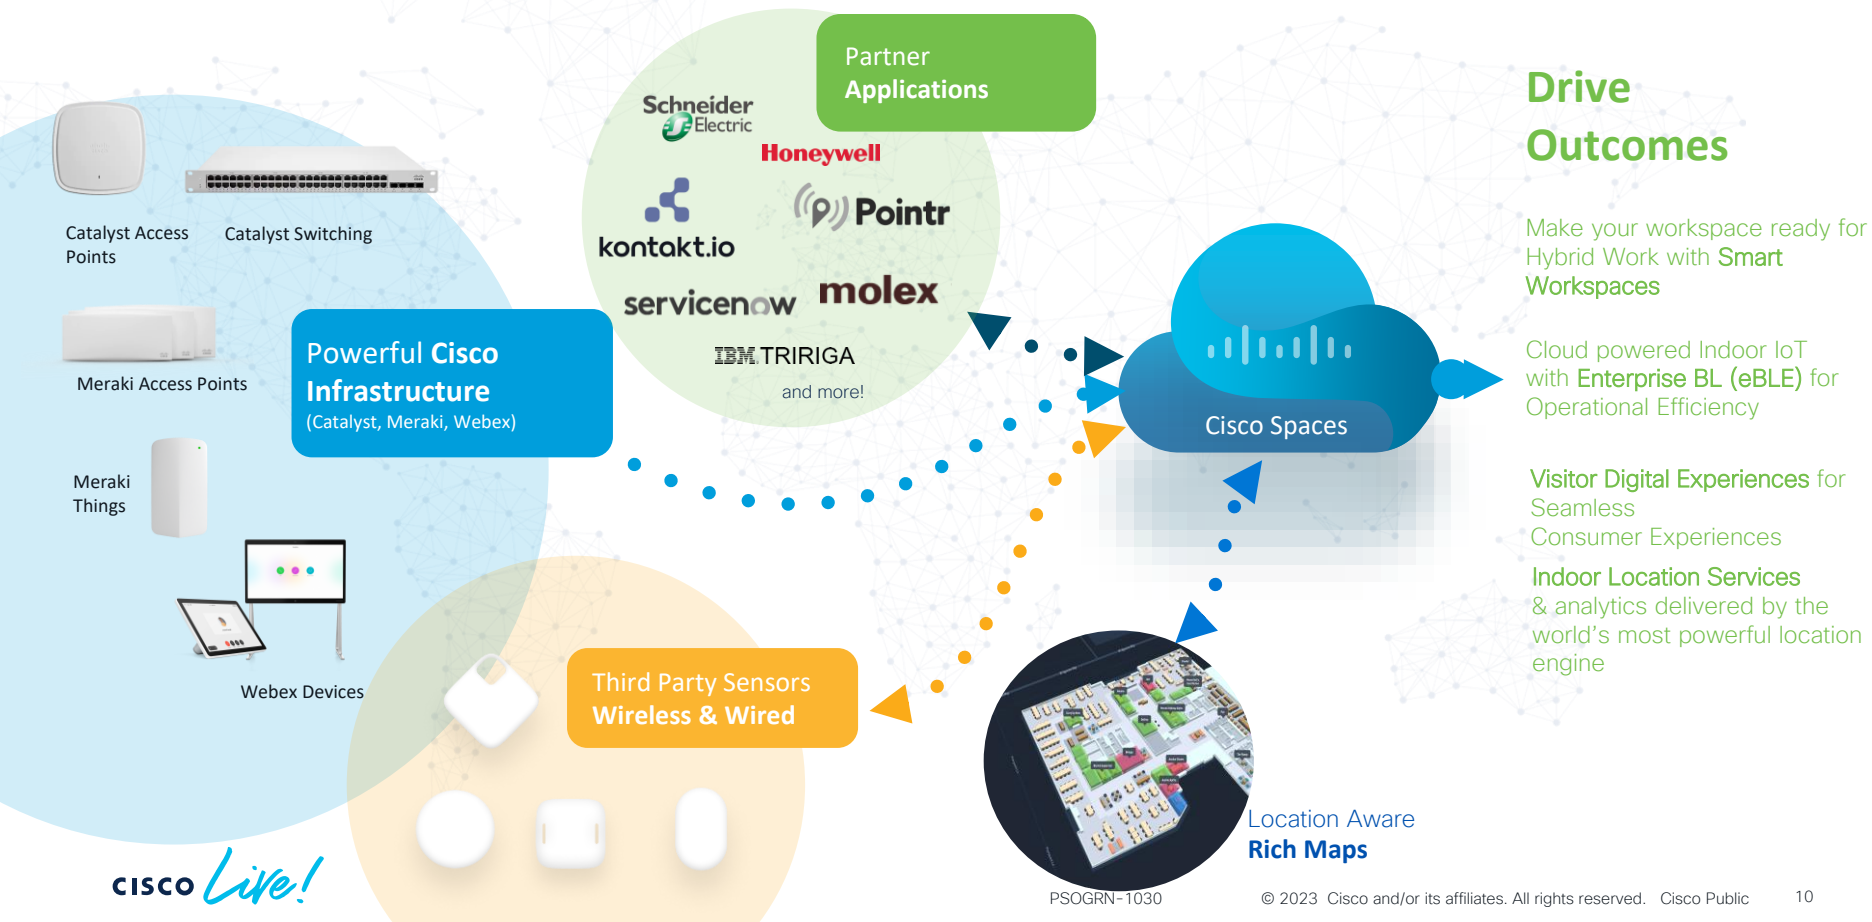 Partner
Applications
Schneider
Electric
Honeywell
kontakt.io
Pointr
servicenow
molex
IBM TRIRIGA
and more!
Catalyst Access
Points
Catalyst Switching
Meraki Access Points
Powerful Cisco
Infrastructure
(Catalyst, Meraki, Webex)
Meraki
Things
Webex Devices
Third Party Sensors
Wireless & Wired
Cisco Spaces
Location Aware
Rich Maps
Drive
Outcomes
Make your workspace ready for
Hybrid Work with Smart
Workspaces
Cloud powered Indoor IoT
with Enterprise BL (eBLE) for
Operational Efficiency
Visitor Digital Experiences for
Seamless
Consumer Experiences
Indoor Location Services
& analytics delivered by the
world's most powerful location
engine
CISCO Live!
PSOGRN-1030
© 2023 Cisco and/or its affiliates. All rights reserved. Cisco Public
10